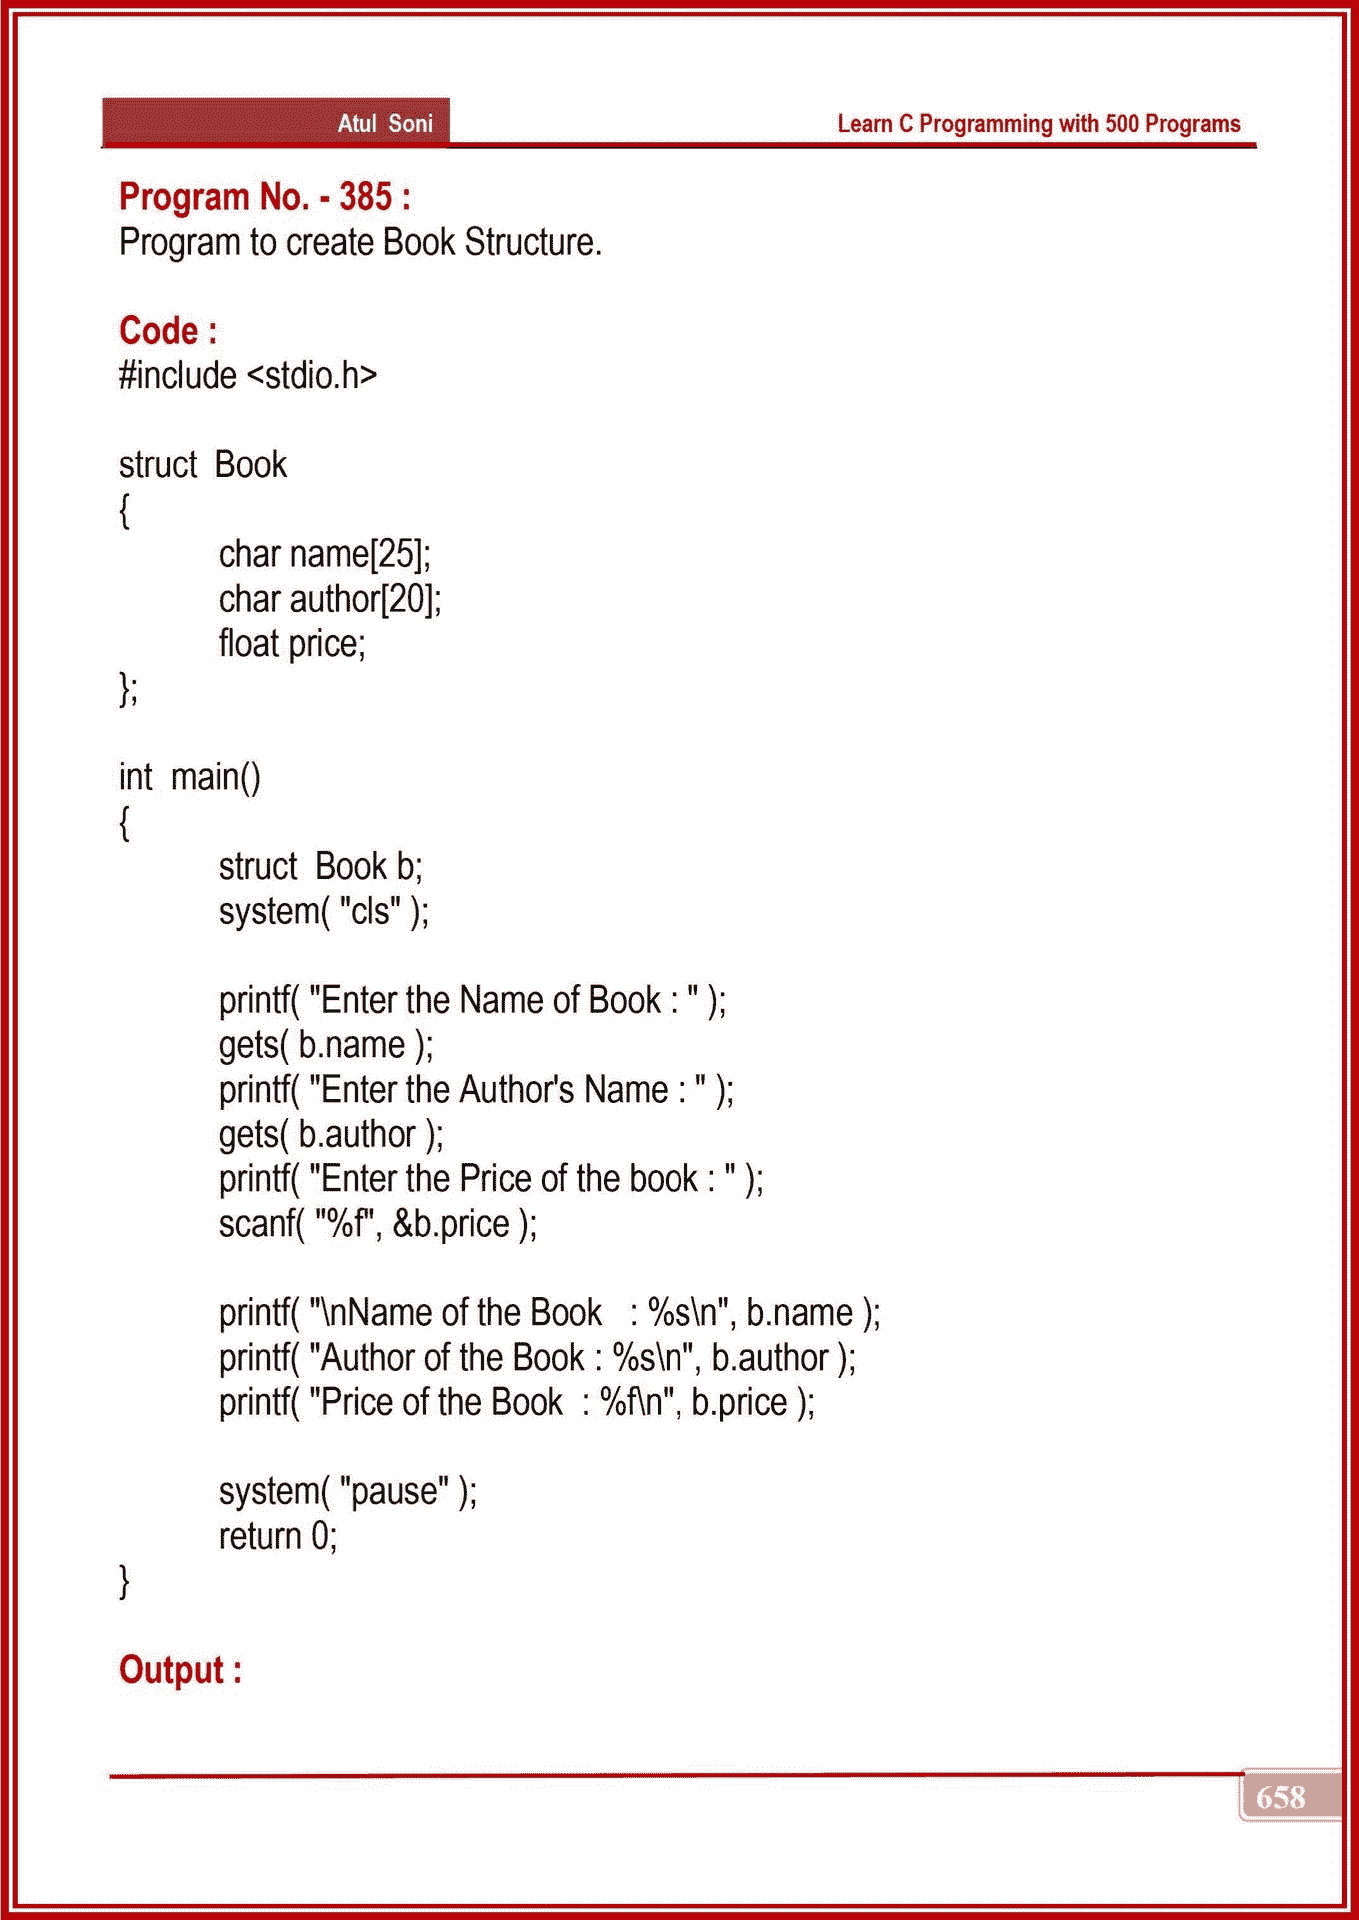 Atul Soni
Learn C Programming with 500 Programs
Program No. - 385 :
Program to create Book Structure.
Code :
#include <stdio.h>
struct  Book
{
char name[25];
char author[20];
float price;
};
int  main()
{
struct  Book b;
system( "cls" );
printf( "Enter the Name of Book : " );
gets( b.name );
printf( "Enter the Author's Name : " );
gets( b.author );
printf( "Enter the Price of the book : " );
scanf( "%f", &b.price );
printf( "\nName of the Book   : %s\n", b.name );
printf( "Author of the Book : %s\n", b.author );
printf( "Price of the Book  : %f\n", b.price );
system( "pause" );
return 0;
}
Output :
658